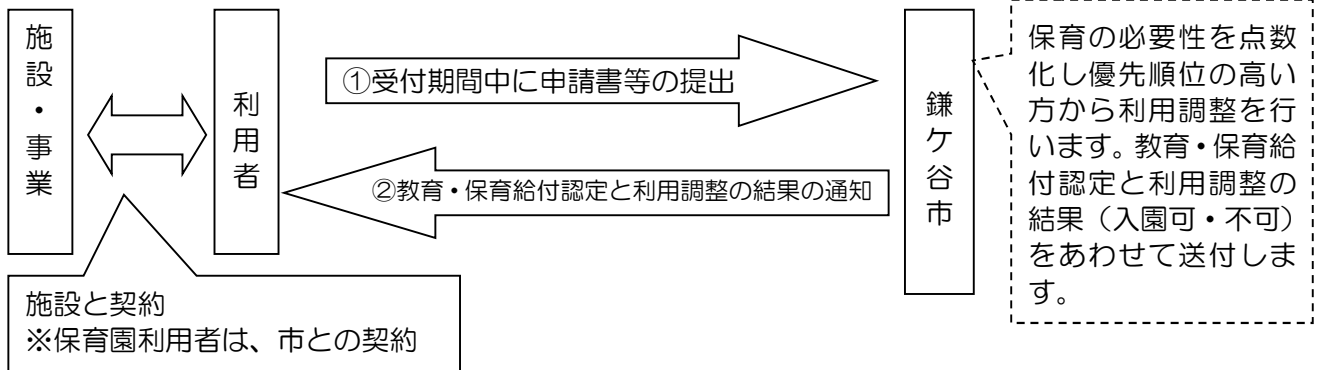 施設・事業
利用者
①受付期間中に申請書等の提出
②教育・保育給付認定と利用調整の結果の通知
鎌ケ谷市
保育の必要性を点数
化し優先順位の高い
方から利用調整を行
います。教育・保育給
付認定と利用調整の
結果（入園可・不可）
をあわせて送付しま
す。
施設と契約
※保育園利用者は、市との契約